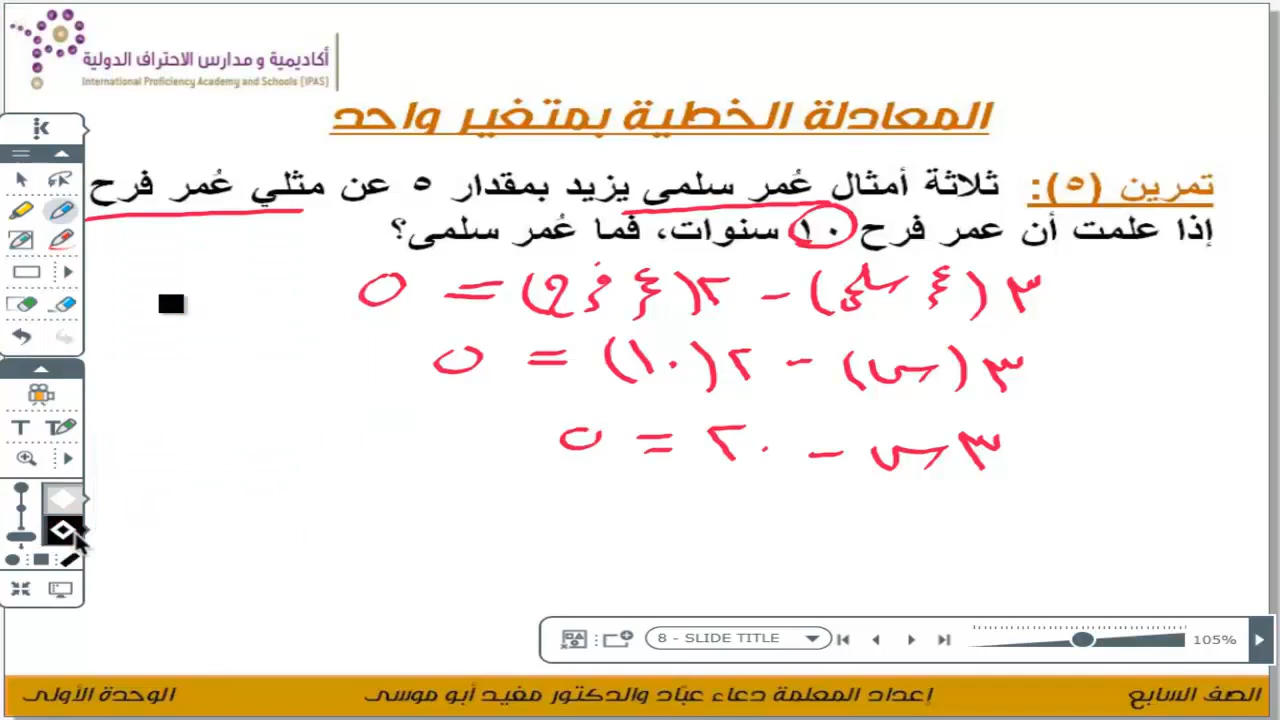 أكاديمية و مدارس الاحتراف الدولية
International Proficiency Academy and Schools (IPAS)
المعادلة الخطية بمتغير واحد
تمرين (٥): ثلاثة أمثال عُمر سلمى يزيد بمقدار ٥ عن مثلي عُمر فرح
إذا علمت أن عمر فرح ١٠ سنوات، فما عُمر سلمى؟
٣(ع سلمى) - ٢(ع فرح) = ٥
٣(س) - ٢(١٠) = ٥
٣س - ٢٠ = ٥
T
8 - SLIDE TITLE
105%
الصف السابع
إعداد المعلمة دعاء عبّاد والدكتور مفيد أبو موسى
الوحدة الأولى